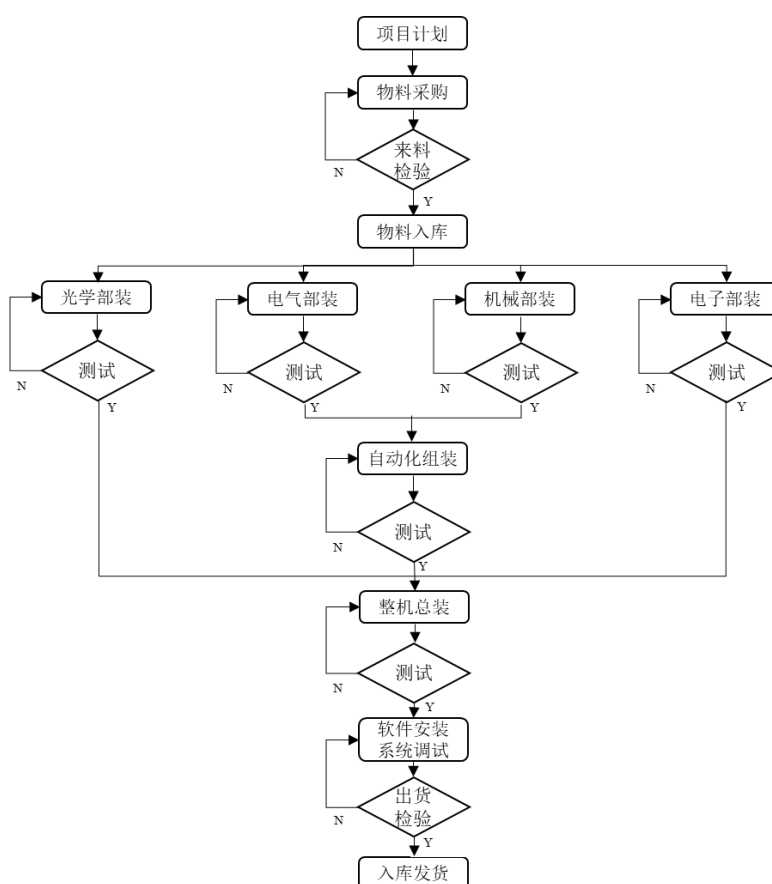 项目计划
物料采购
来料
检验
N
Y
物料入库
光学部装
电气部装
机械部装
电子部装
测试
测试
测试
测试
N
N
N
N
Y
Y
Y
Y
自动化组装
测试
N
Y
整机总装
测试
N
Y
软件安装
系统调试
出货
检验
N
Y
入库发货